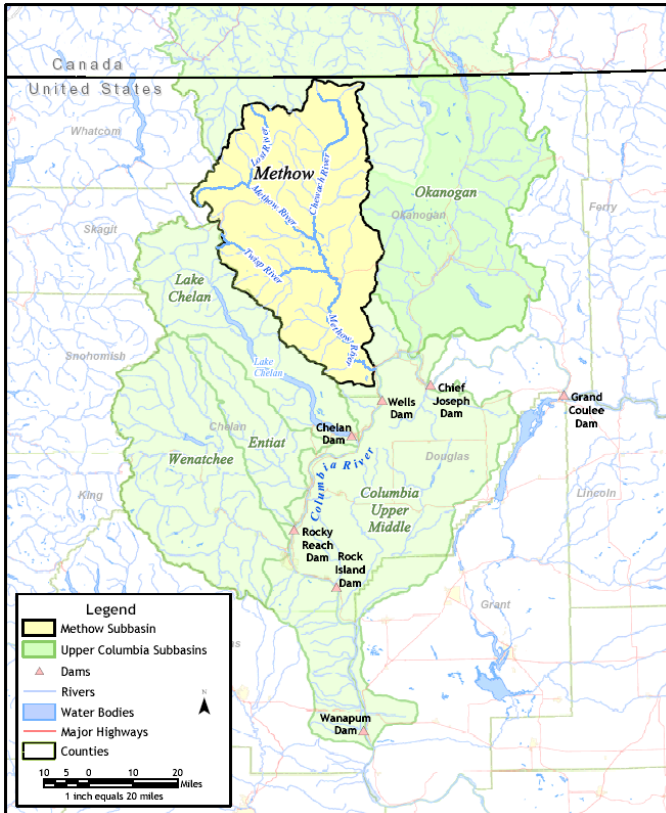 Canada
United States
Whatcom
Lost River
Methow
Chewuch River
Methow River
Okanogan
Okanogan
Ferry
Skagit
Twisp River
Lake
Chelan
Methow River
Snohomish
Lake
Chelan
Wells
Dam
Chief
Joseph
Dam
Grand
Coulee
Dam
Chelan
Chelan
Dam
Entiat
Wenatchee
Columbia River
Douglas
King
Columbia
Upper
Middle
Lincoln
Rocky
Reach
Dam
Rock
Island
Dam
Grant
Legend
Methow Subbasin
Upper Columbia Subbasins
Dams
Rivers
N
Water Bodies
Major Highways
Counties
10 5 0 10 20
Miles
1 inch equals 20 miles
Wanapum
Dam